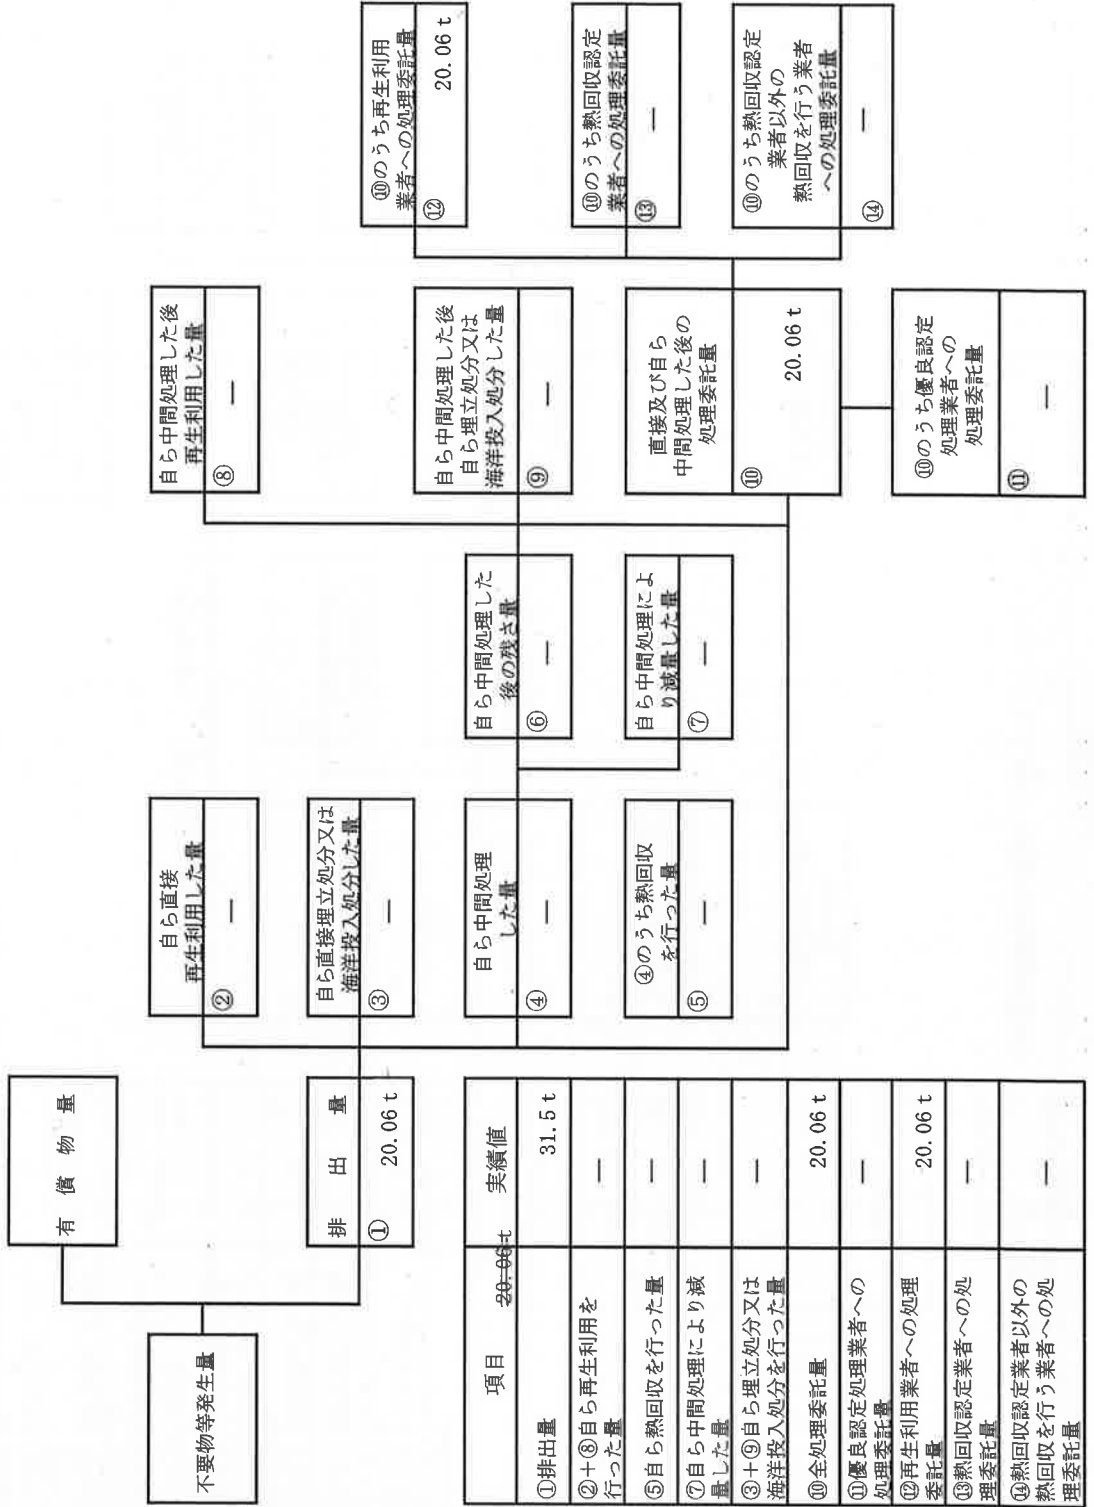 不要物等発生量
有償物量
排出量
① 20.06 t
自ら直接
再生利用した量
② —
自ら直接埋立処分又は
海洋投入処分した量
③ —
自ら中間処理
した量
④ —
④のうち熱回収
を行った量
⑤ —
自ら中間処理した
後の残さ量
⑥ —
自ら中間処理によ
り減量した量
⑦ —
自ら中間処理した後
再生利用した量
⑧ —
自ら中間処理した後
自ら埋立処分又は
海洋投入処分した量
⑨ —
直接及び自ら
中間処理した後の
処理委託量
⑩ 20.06 t
⑩のうち優良認定
処理業者への
処理委託量
⑪ —
⑩のうち再生利用
業者への処理委託量
⑫ 20.06 t
⑩のうち熱回収認定
業者への処理委託量
⑬ —
⑩のうち熱回収認定
業者以外の
熱回収を行う業者
への処理委託量
⑭ —
項目 20.06 t 実績値
①排出量 31.5 t
②+⑧自ら再生利用を
行った量 —
⑤自ら熱回収を行った量 —
⑦自ら中間処理により減
量した量 —
③+⑨自ら埋立処分又は
海洋投入処分を行った量 —
⑩全処理委託量 20.06 t
⑪優良認定処理業者への
処理委託量 —
⑫再生利用業者への処理
委託量 20.06 t
⑬熱回収認定業者への処
理委託量 —
⑭熱回収認定業者以外の
熱回収を行う業者への処
理委託量 —